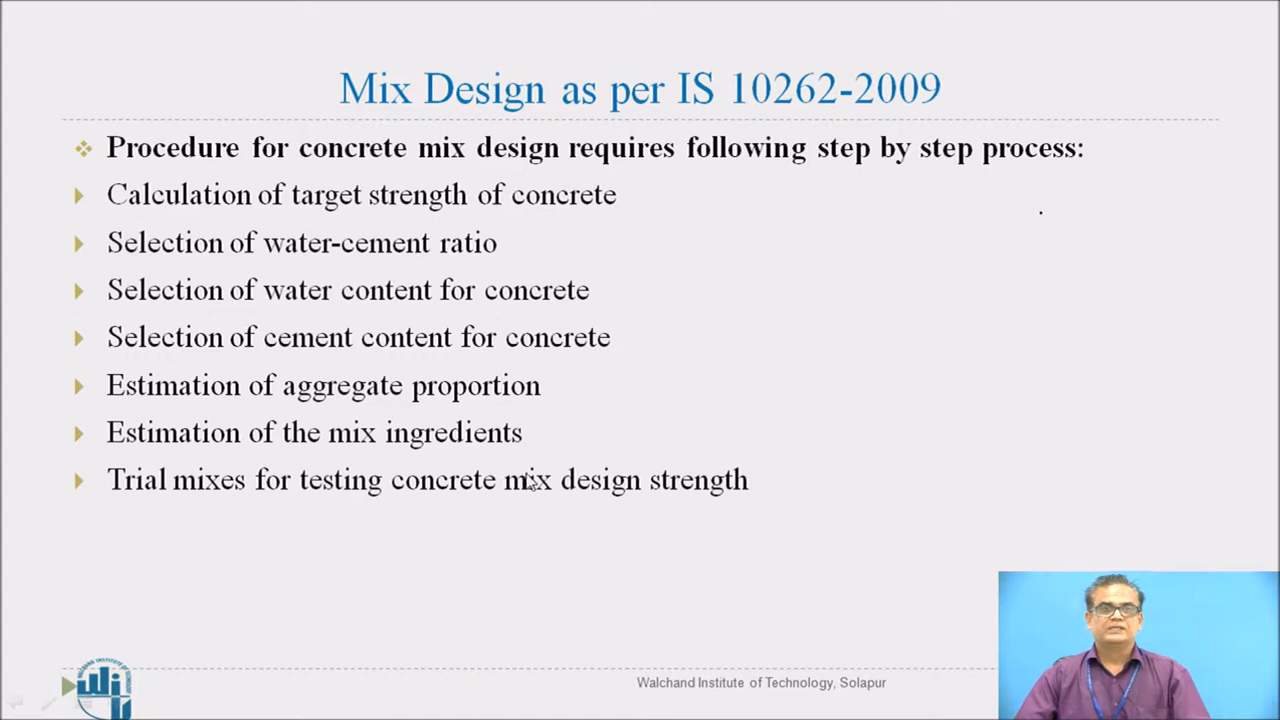 Mix Design as per IS 10262-2009
Procedure for concrete mix design requires following step by step process:
Calculation of target strength of concrete
Selection of water-cement ratio
Selection of water content for concrete
Selection of cement content for concrete
Estimation of aggregate proportion
Estimation of the mix ingredients
Trial mixes for testing concrete mix design strength
Walchand Institute of Technology, Solapur